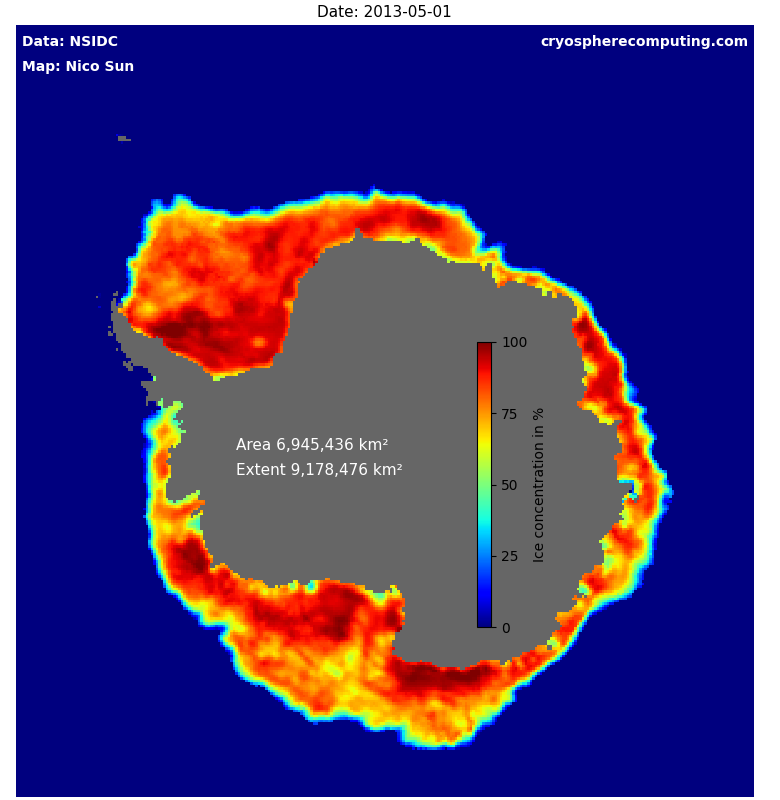 Date: 2013-05-01
Data: NSIDC
cryospherecomputing.com
Map: Nico Sun
100
75
Area 6,945,436 km²
Extent 9,178,476 km²
50
25
0
Ice concentration in %